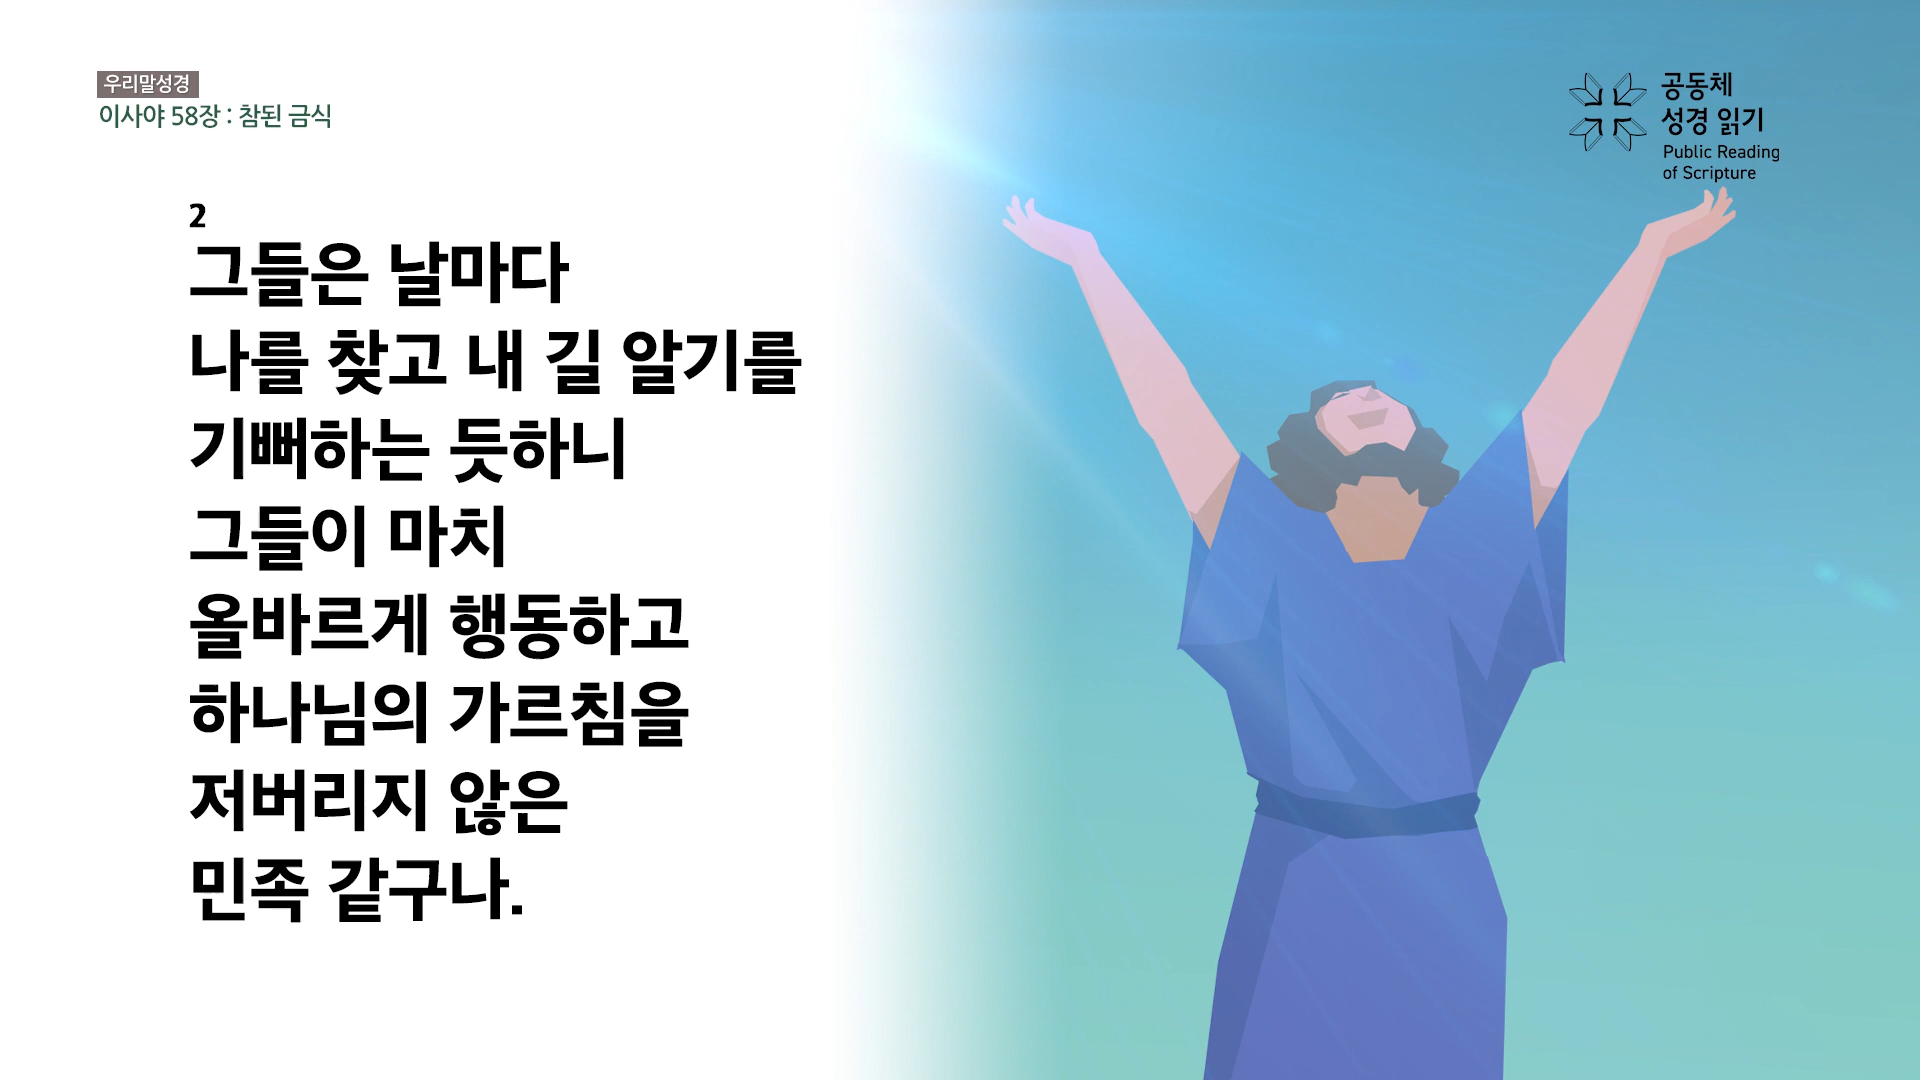 우리말성경
이사야 58장 : 참된 금식
공동체
성경 읽기
Public Reading
of Scripture
2
그들은 날마다
나를 찾고 내 길 알기를
기뻐하는 듯하니
그들이 마치
올바르게 행동하고
하나님의 가르침을
저버리지 않은
민족 같구나.